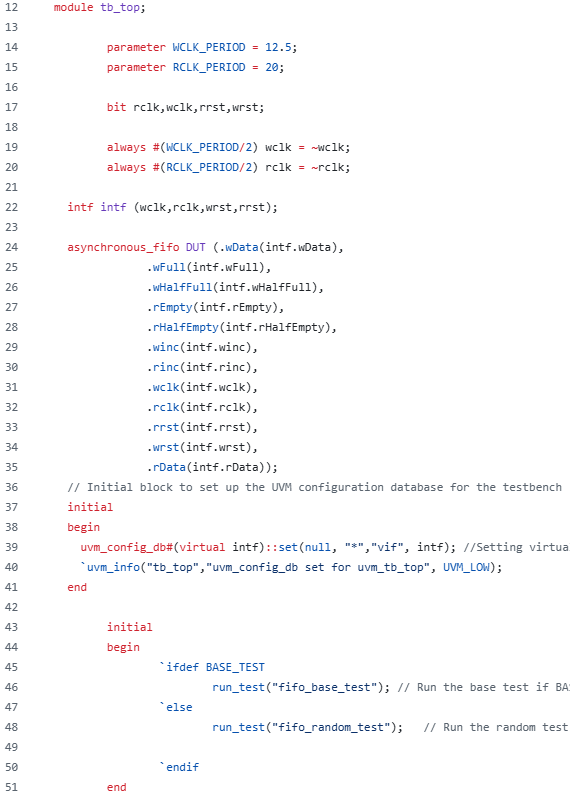 12 module tb_top;
13
14 parameter WCLK_PERIOD = 12.5;
15 parameter RCLK_PERIOD = 20;
16
17 bit rclk,wclk,rrst,wrst;
18
19 always #(WCLK_PERIOD/2) wclk = ~wclk;
20 always #(RCLK_PERIOD/2) rclk = ~rclk;
21
22 intf intf (wclk,rclk,wrst,rrst);
23
24 asynchronous_fifo DUT (.wData(intf.wData),
25 .wFull(intf.wFull),
26 .wHalfFull(intf.wHalfFull),
27 .rEmpty(intf.rEmpty),
28 .rHalfEmpty(intf.rHalfEmpty),
29 .winc(intf.winc),
30 .rinc(intf.rinc),
31 .wclk(intf.wclk),
32 .rclk(intf.rclk),
33 .rrst(intf.rrst),
34 .wrst(intf.wrst),
35 .rData(intf.rData));
36 // Initial block to set up the UVM configuration database for the testbench
37 initial
38 begin
39 uvm_config_db#(virtual intf)::set(null, "*","vif", intf); //Setting virtua
40 `uvm_info("tb_top","uvm_config_db set for uvm_tb_top", UVM_LOW);
41 end
42
43 initial
44 begin
45 `ifdef BASE_TEST
46 run_test("fifo_base_test"); // Run the base test if BA
47 `else
48 run_test("fifo_random_test"); // Run the random test
49
50 `endif
51 end